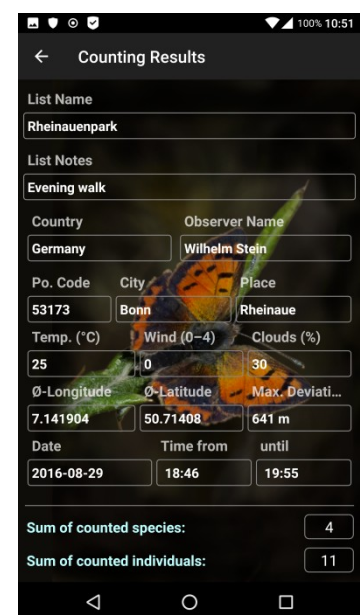 100% 10:51
Counting Results
List Name
Rheinauenpark
List Notes
Evening walk
Country Observer Name
Germany Wilhelm Stein
Po. Code City Place
53173 Bonn Rheinaue
Temp. (°C) Wind (0–4) Clouds (%)
25 0 30
Ø-Longitude Ø-Latitude Max. Deviati...
7.141904 50.71408 641 m
Date Time from until
2016-08-29 18:46 19:55
Sum of counted species: 4
Sum of counted individuals: 11